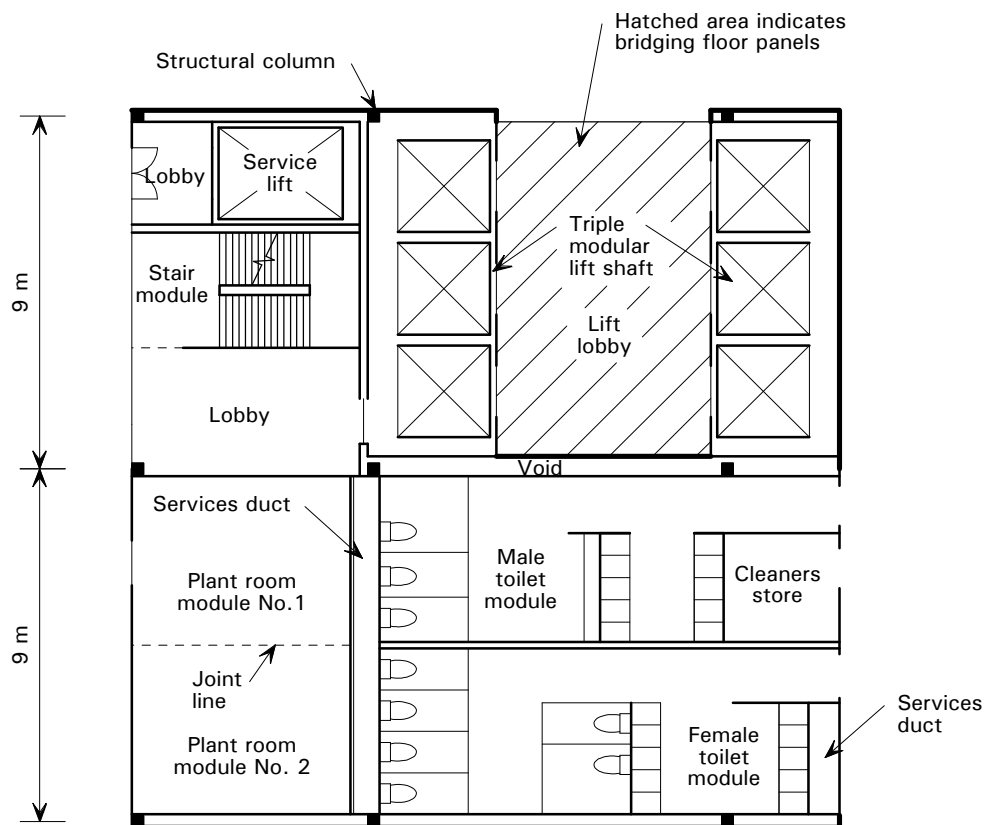 Hatched area indicates
bridging floor panels
Structural column
Lobby
Service
lift
Triple
modular
lift shaft
Stair
module
9 m
Lift
lobby
Lobby
Void
Services duct
Male
toilet
module
Cleaners
store
Plant room
module No.1
9 m
Joint
line
Services
duct
Plant room
module No. 2
Female
toilet
module